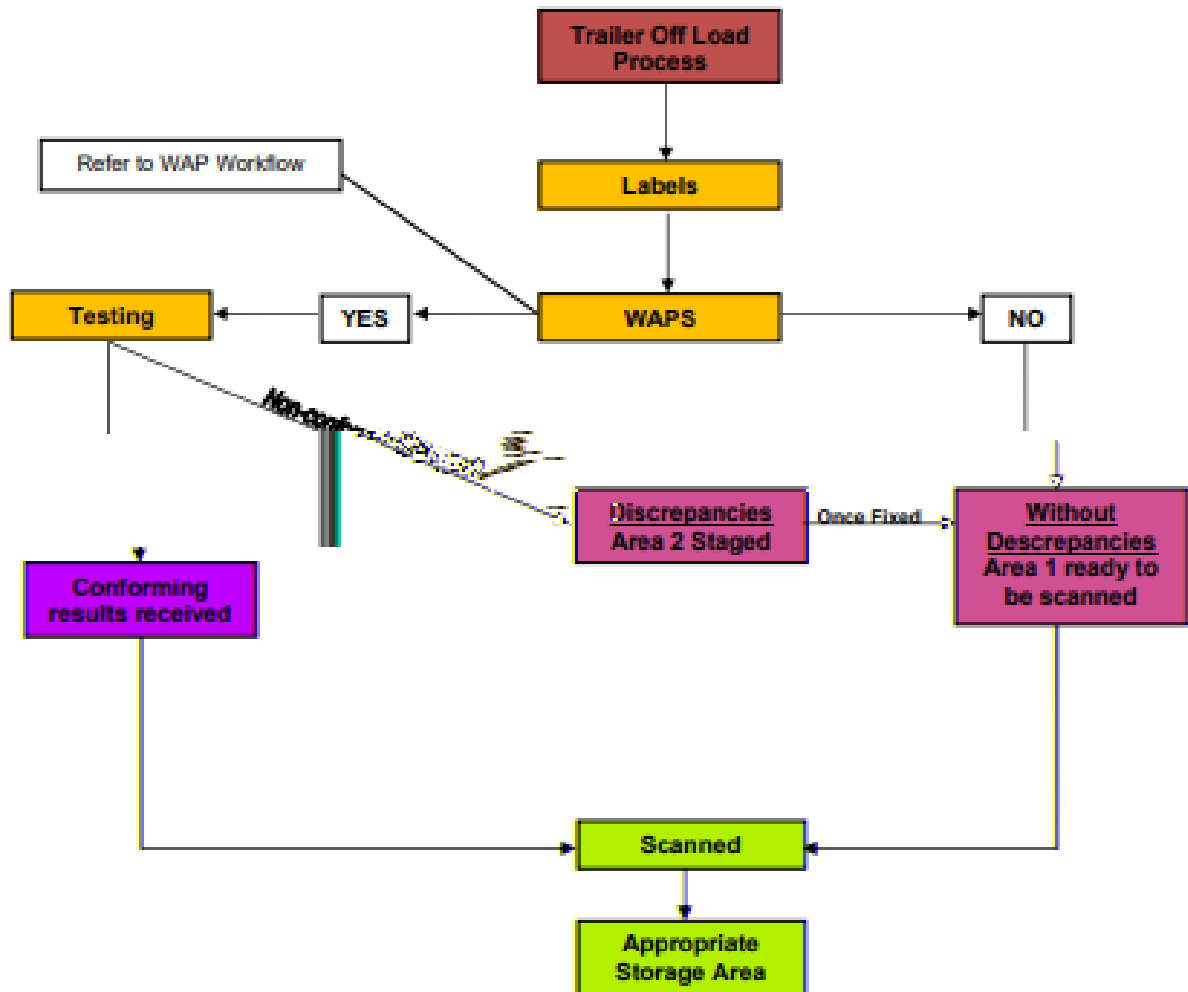 Trailer Off Load
Process
Refer to WAP Workflow
Labels
Testing
YES
WAPS
NO
Discrepancies
Area 2 Staged
Once Fixed
Without
Descrepancies
Area 1 ready to
be scanned
Conforming
results received
Scanned
Appropriate
Storage Area